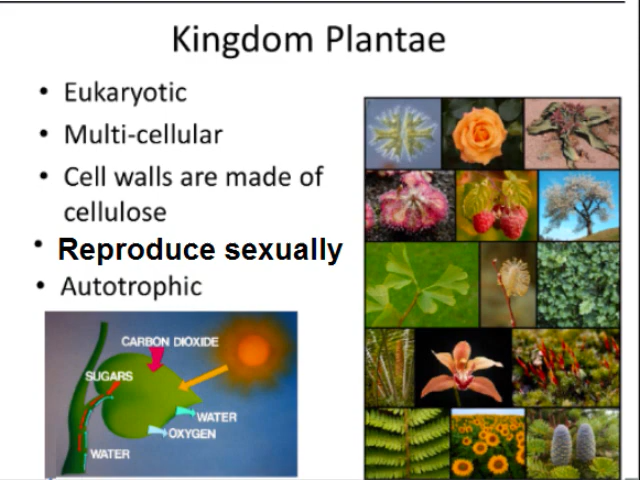 Kingdom Plantae
• Eukaryotic
• Multi-cellular
• Cell walls are made of
cellulose
• Reproduce sexually
• Autotrophic
CARBON DIOXIDE
SUGARS
WATER
OXYGEN
WATER